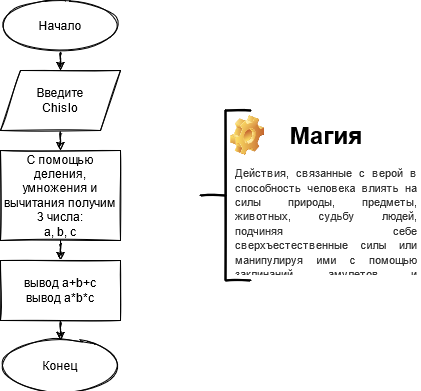 Начало
Введите
Chislo
С помощью
деления,
умножения и
вычитания получим
3 числа:
a, b, c
вывод a+b+c
вывод a*b*c
Конец
Магия
Действия, связанные с верой в
способность человека влиять на
силы природы, предметы,
животных, судьбу людей,
подчиняя себе
сверхъестественные силы или
манипулируя ими с помощью
заклинаний, амулетов и